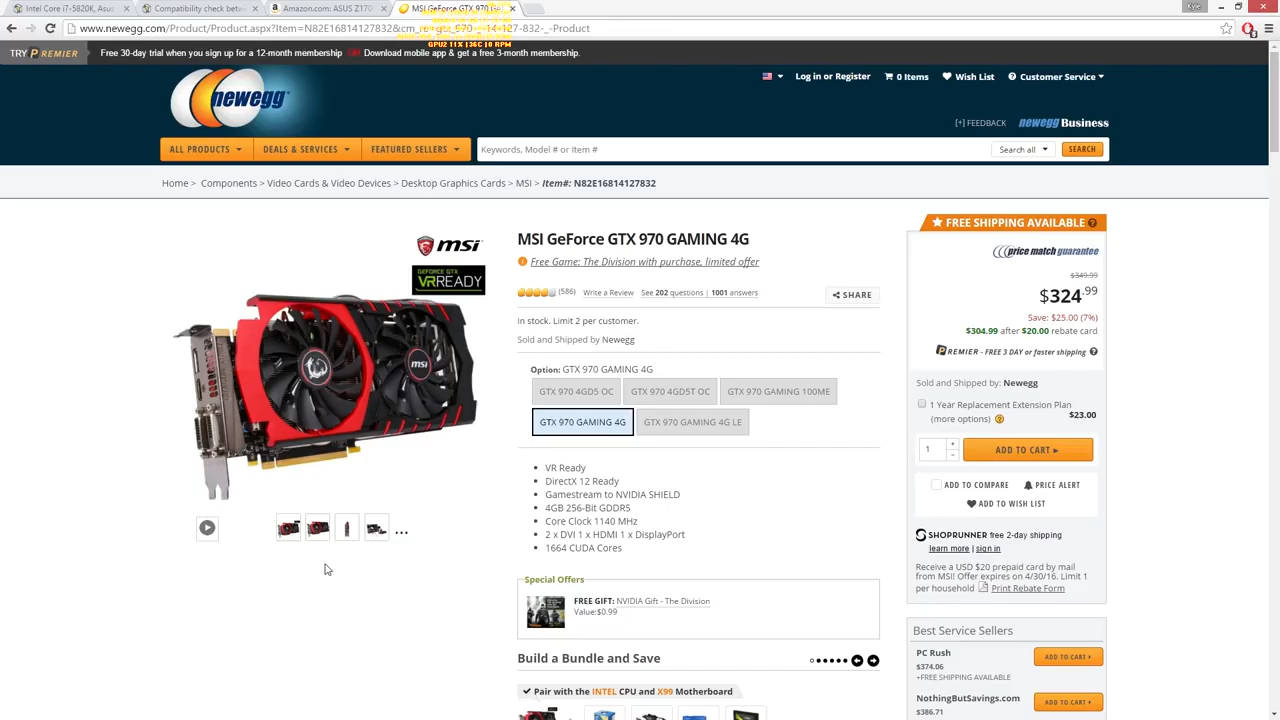 Intel Core i7-5820K, Asus
Compatibility check betw
Amazon.com: ASUS Z170
MSI GeForce GTX 970 G
Kyle
www.newegg.com/Product/Product.aspx?Item=N82E16814127832&cm_re=gtx_970-_-14-127-832-_-Product
GPU2 11% |36C |0 RPM
TRY PREMIER Free 30-day trial when you sign up for a 12-month membership Download mobile app & get a free 3-month membership.
newegg
Log in or Register 0 Items Wish List Customer Service
[+] FEEDBACK newegg Business
ALL PRODUCTS DEALS & SERVICES FEATURED SELLERS Keywords, Model # or Item # Search all SEARCH
Home > Components > Video Cards & Video Devices > Desktop Graphics Cards > MSI > Item#: N82E16814127832
msi
GEFORCE GTX
VRREADY
msi
MSI GeForce GTX 970 GAMING 4G
Free Game: The Division with purchase, limited offer
(586) Write a Review See 202 questions | 1001 answers SHARE
In stock. Limit 2 per customer.
Sold and Shipped by Newegg
Option: GTX 970 GAMING 4G
GTX 970 4GD5 OC GTX 970 4GD5T OC GTX 970 GAMING 100ME
GTX 970 GAMING 4G GTX 970 GAMING 4G LE
VR Ready
DirectX 12 Ready
Gamestream to NVIDIA SHIELD
4GB 256-Bit GDDR5
Core Clock 1140 MHz
2 x DVI 1 x HDMI 1 x DisplayPort
1664 CUDA Cores
Special Offers
FREE GIFT: NVIDIA Gift - The Division
Value:$0.99
Build a Bundle and Save
Pair with the INTEL CPU and X99 Motherboard
FREE SHIPPING AVAILABLE
price match guarantee
$349.99
$324.99
Save: $25.00 (7%)
$304.99 after $20.00 rebate card
PREMIER - FREE 3 DAY or faster shipping
Sold and Shipped by: Newegg
1 Year Replacement Extension Plan
(more options) $23.00
1 + - ADD TO CART
ADD TO COMPARE PRICE ALERT
ADD TO WISH LIST
SHOPRUNNER free 2-day shipping
learn more | sign in
Receive a USD $20 prepaid card by mail
from MSI! Offer expires on 4/30/16. Limit 1
per household Print Rebate Form
Best Service Sellers
PC Rush
$374.06
+FREE SHIPPING AVAILABLE
ADD TO CART
NothingButSavings.com
$386.71
ADD TO CART